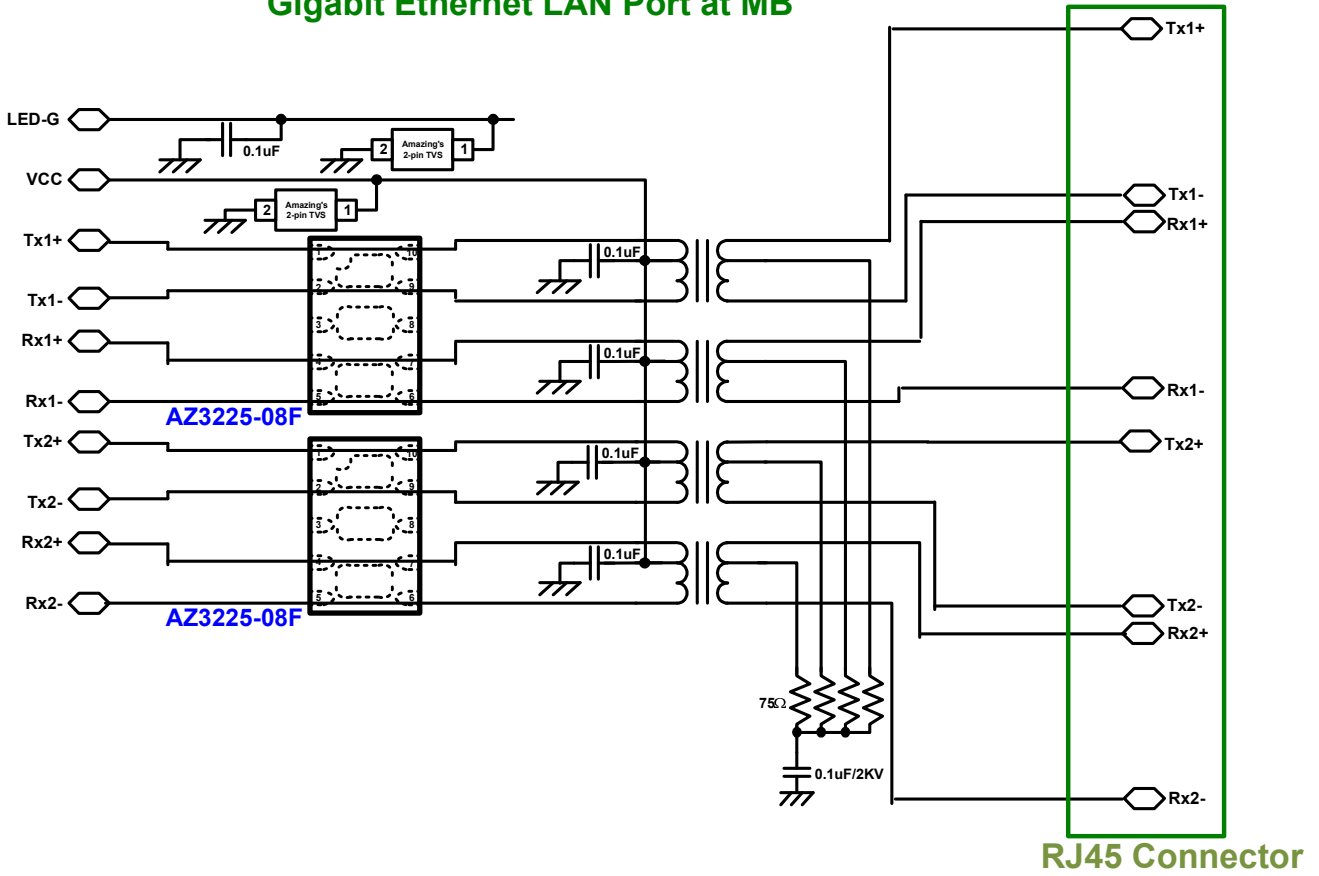 Gigabit Ethernet LAN Port at MB
Tx1+
LED-G
0.1uF
2
Amazing's
2-pin TVS
1
VCC
2
Amazing's
2-pin TVS
1
Tx1-
Rx1+
Tx1+
1
10
0.1uF
2
9
Tx1-
3
8
Rx1+
0.1uF
4
7
Rx1-
5
6
Rx1-
AZ3225-08F
Tx2+
Tx2+
1
10
0.1uF
2
9
Tx2-
3
8
Rx2+
0.1uF
4
7
Rx2-
5
6
Tx2-
AZ3225-08F
Rx2+
75Ω
0.1uF/2KV
Rx2-
RJ45 Connector